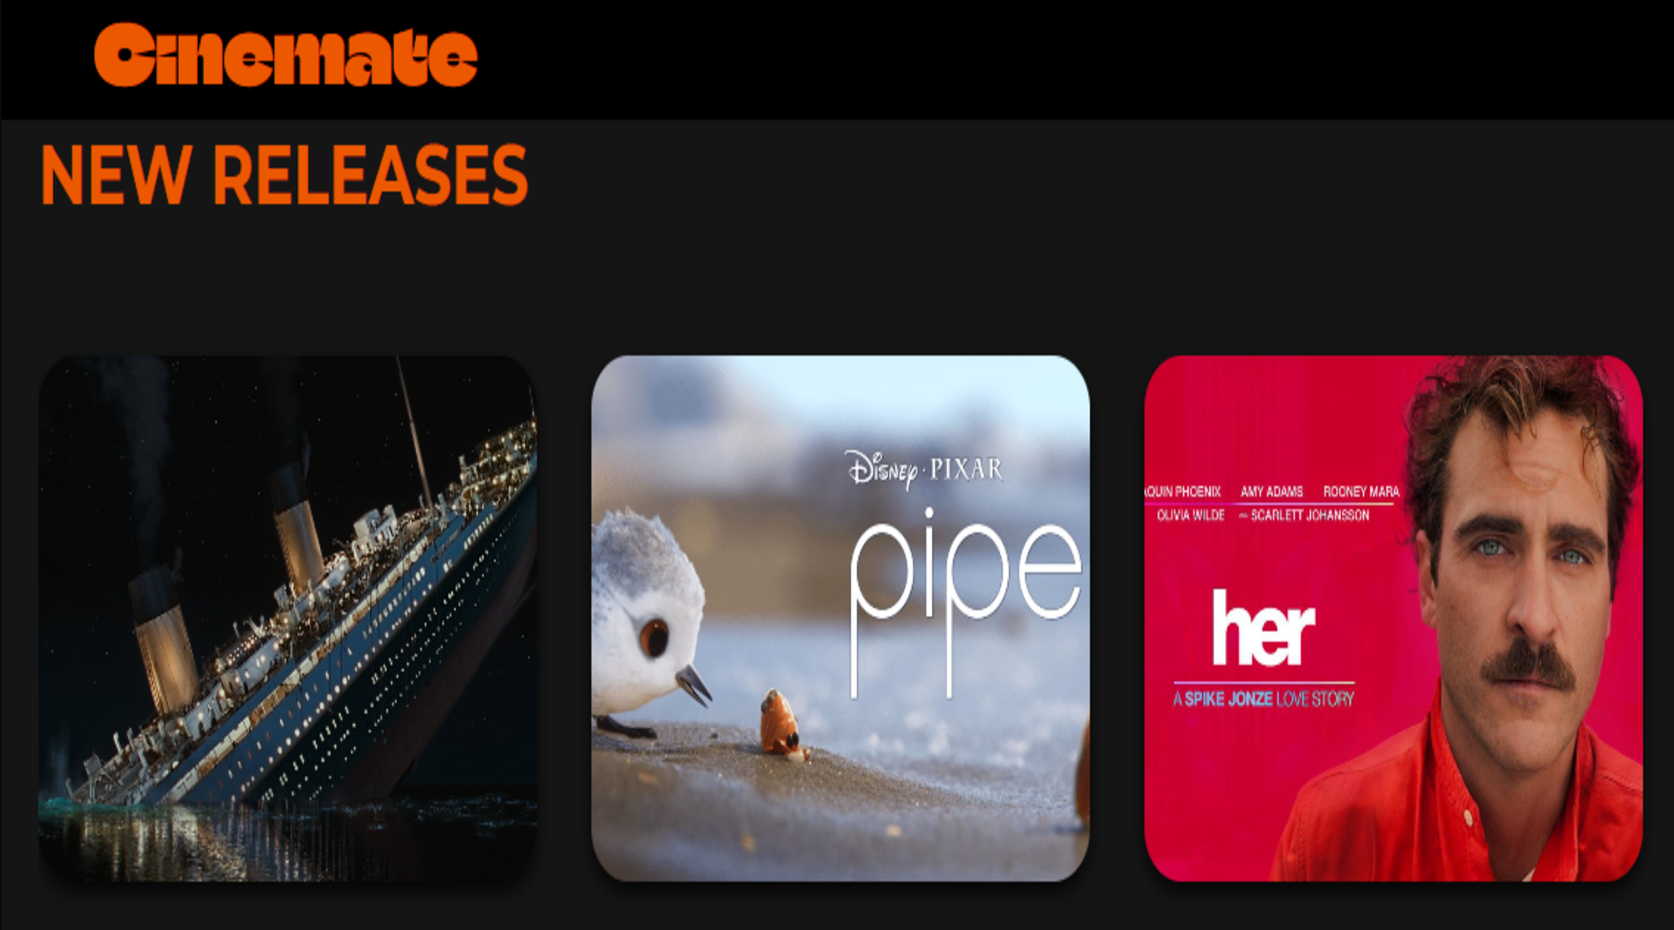 Cinemate
NEW RELEASES
Disney · PIXAR
pipe
AQUIN PHOENIX AMY ADAMS ROONEY MARA
OLIVIA WILDE SCARLETT JOHANSSON
her
A SPIKE JONZE LOVE STORY